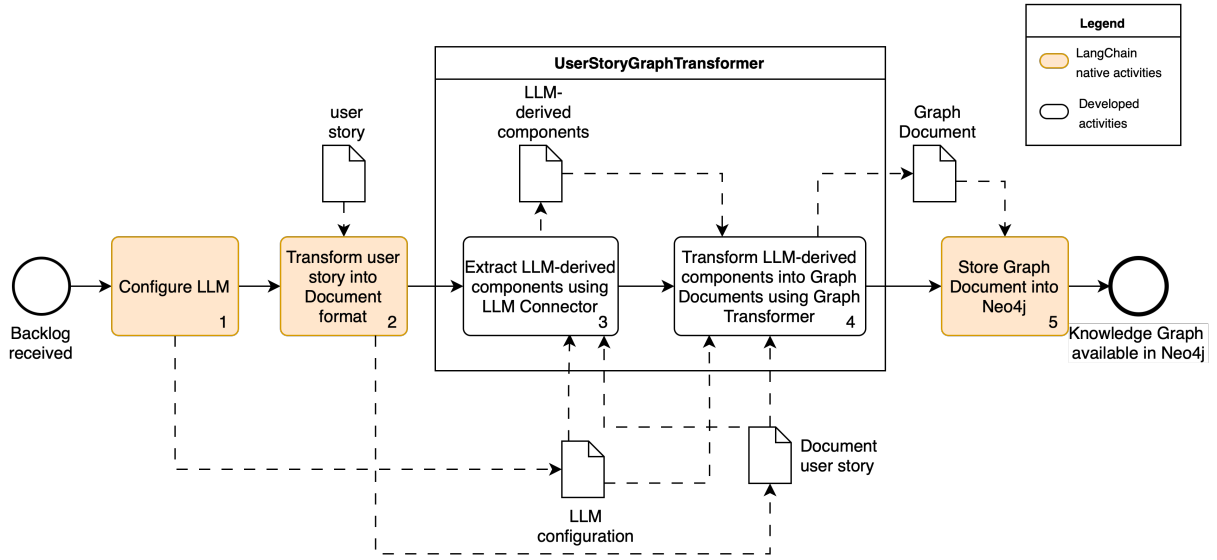 Legend
LangChain
native activities
Developed
activities
UserStoryGraphTransformer
user
story
LLM-
derived
components
Graph
Document
Backlog
received
Configure LLM
1
Transform user
story into
Document
format
2
Extract LLM-derived
components using
LLM Connector
3
Transform LLM-derived
components into Graph
Documents using Graph
Transformer
4
Store Graph
Document into
Neo4j
5
Knowledge Graph
available in Neo4j
LLM
configuration
Document
user story